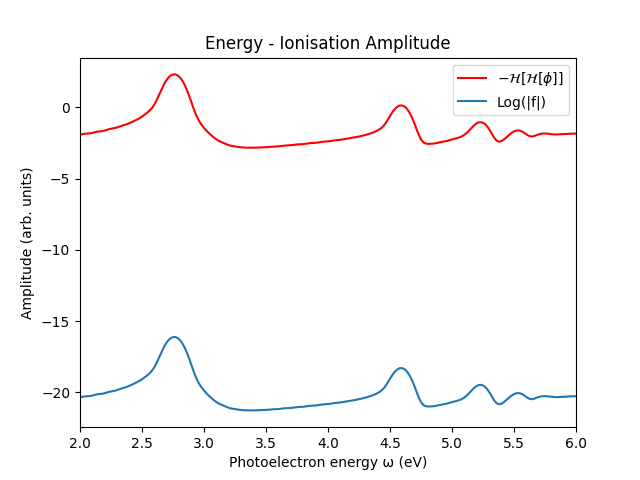 Energy - Ionisation Amplitude
−ℋ[ℋ[ϕ]]
Log(|f|)
Amplitude (arb. units)
0
−5
−10
−15
−20
2.0 2.5 3.0 3.5 4.0 4.5 5.0 5.5 6.0
Photoelectron energy ω (eV)